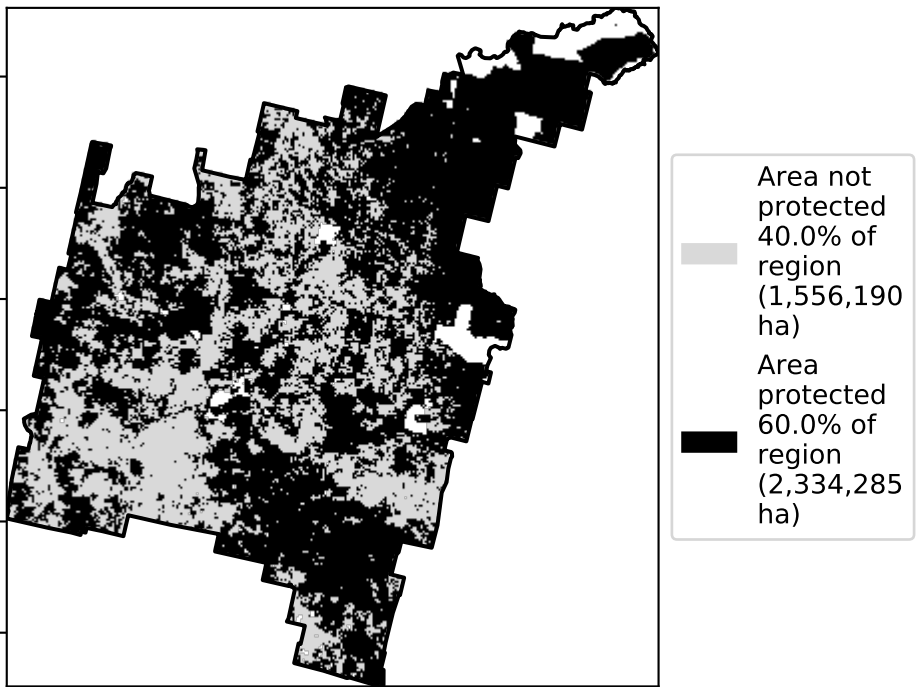 Area not
protected
40.0% of
region
(1,556,190
ha)
Area
protected
60.0% of
region
(2,334,285
ha)